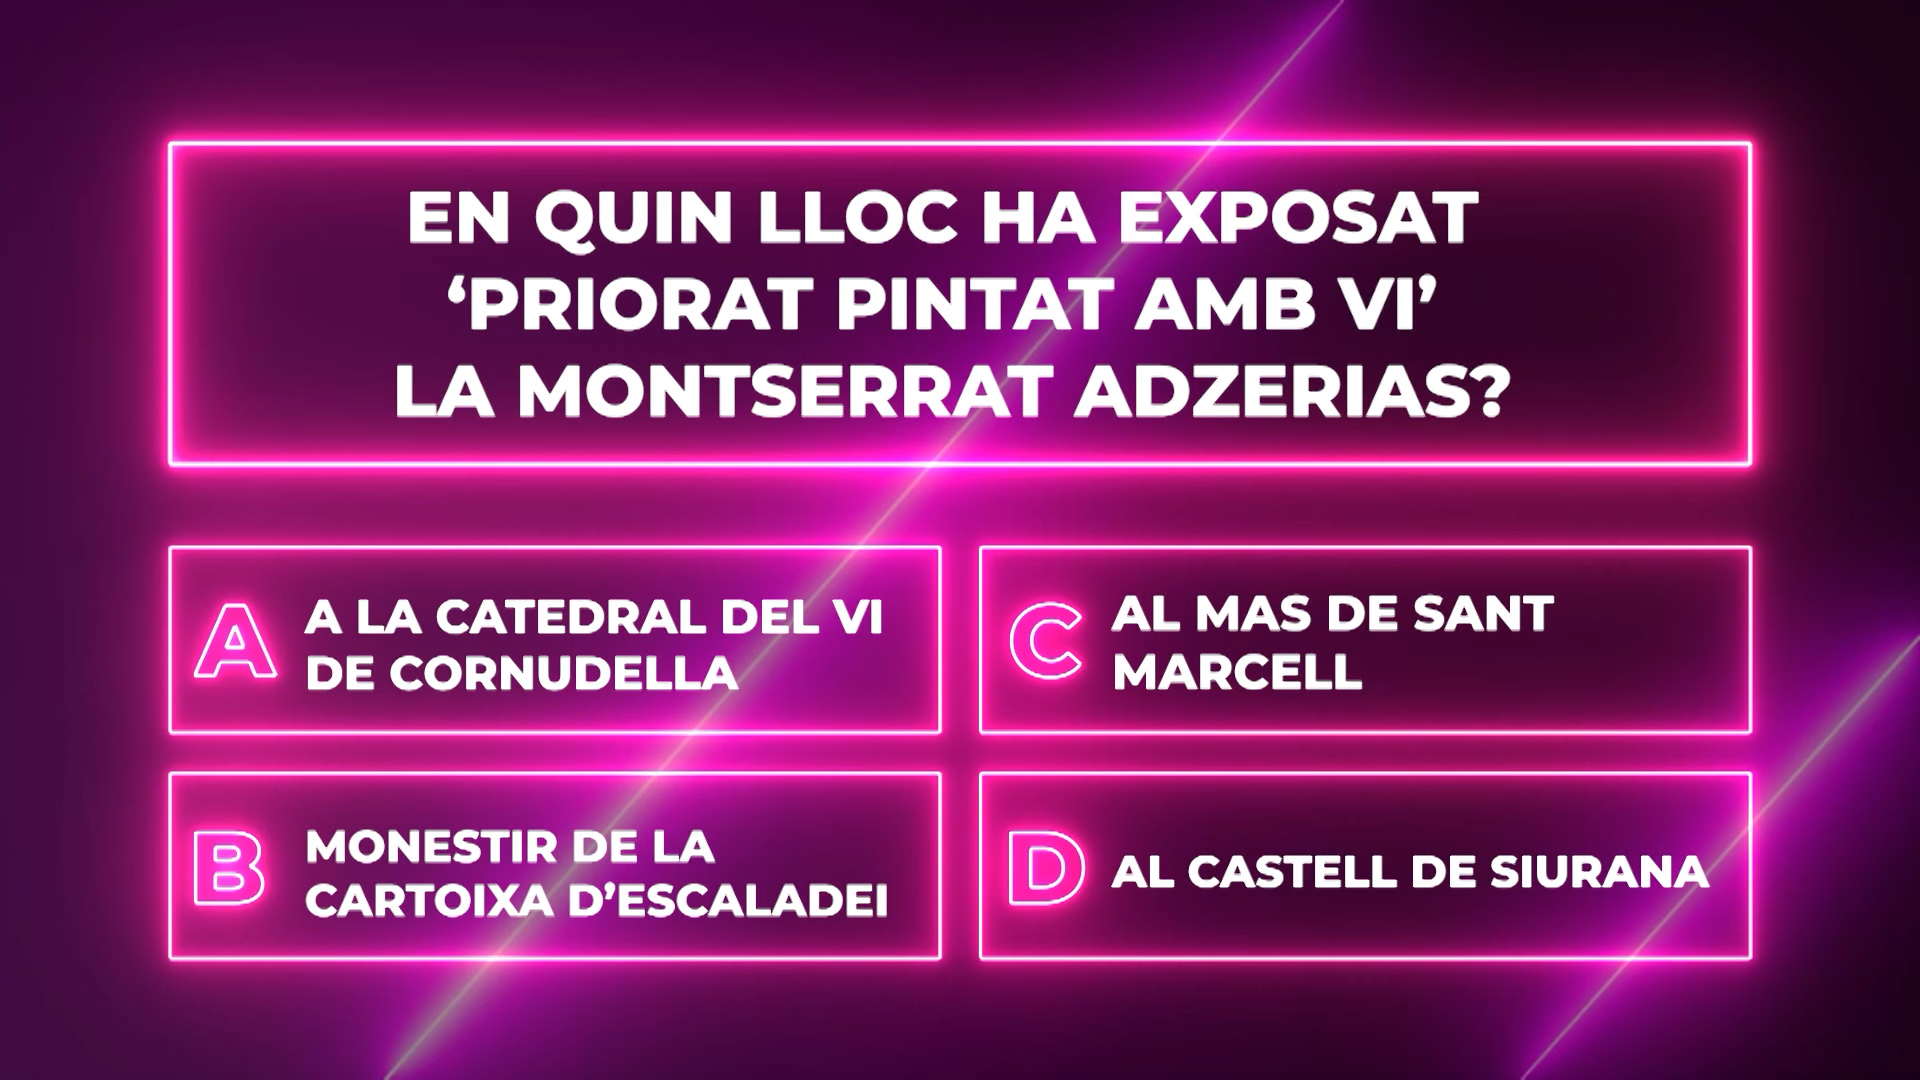 EN QUIN LLOC HA EXPOSAT
‘PRIORAT PINTAT AMB VI’
LA MONTSERRAT ADZERIAS?
A
A LA CATEDRAL DEL VI
DE CORNUDELLA
B
MONESTIR DE LA
CARTOIXA D’ESCALADEI
C
AL MAS DE SANT
MARCELL
D
AL CASTELL DE SIURANA